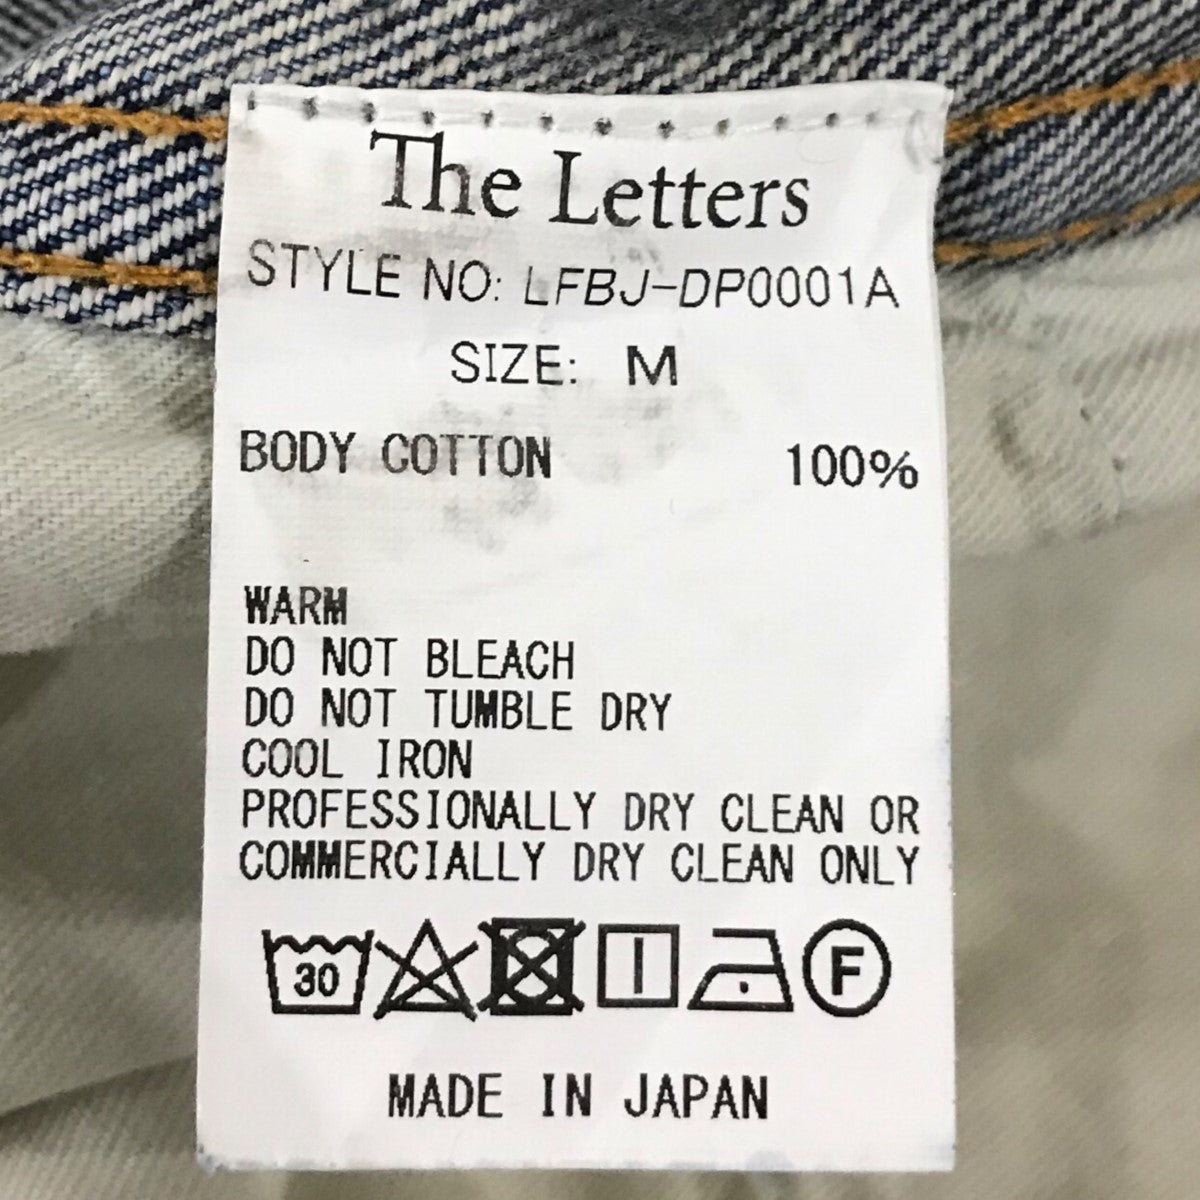 The Letters
STYLE NO: LFBJ-DP0001A
SIZE: M
BODY COTTON 100%
WARM
DO NOT BLEACH
DO NOT TUMBLE DRY
COOL IRON
PROFESSIONALLY DRY CLEAN OR
COMMERCIALLY DRY CLEAN ONLY
30 F
MADE IN JAPAN